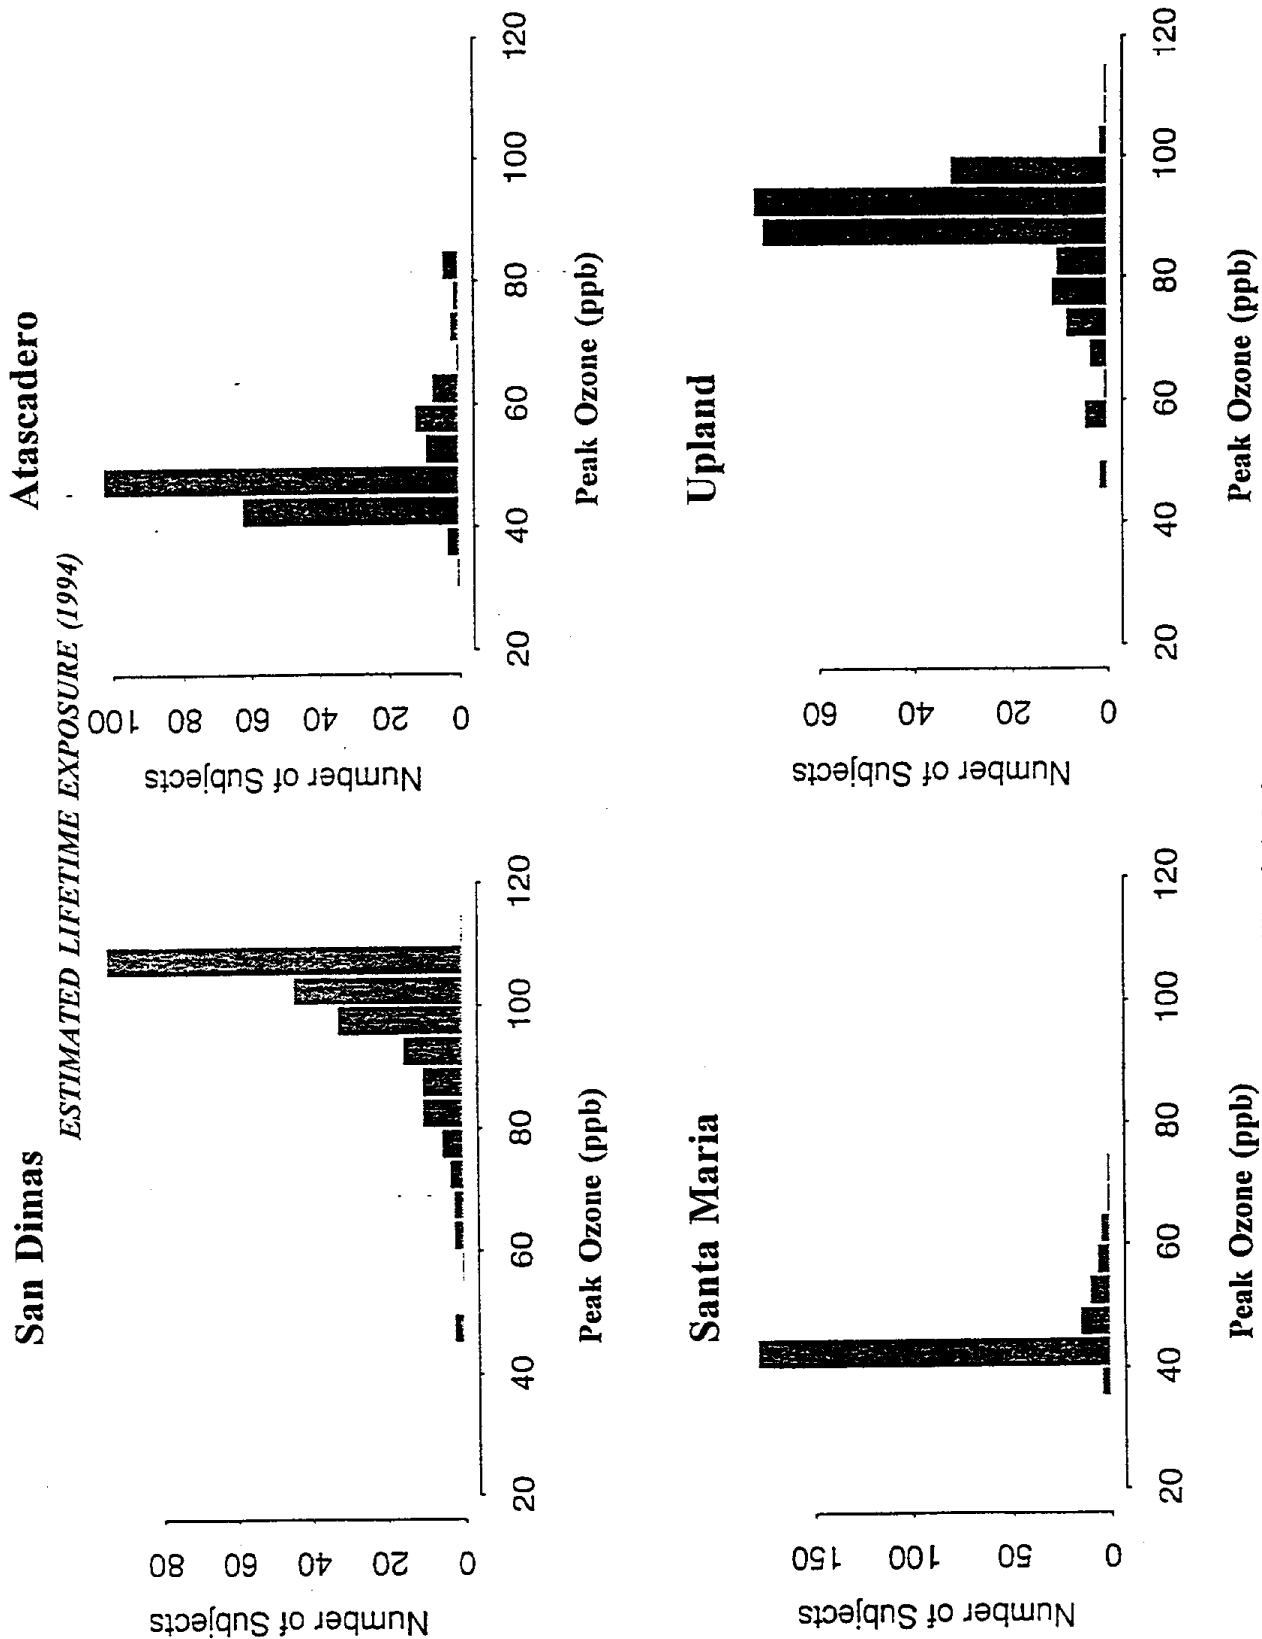 ESTIMATED LIFETIME EXPOSURE (1994)
San Dimas
Number of Subjects
80
60
40
20
0
20 40 60 80 100 120
Peak Ozone (ppb)
Atascadero
Number of Subjects
100
80
60
40
20
0
20 40 60 80 100 120
Peak Ozone (ppb)
Santa Maria
Number of Subjects
150
100
50
0
20 40 60 80 100 120
Peak Ozone (ppb)
Upland
Number of Subjects
60
40
20
0
20 40 60 80 100 120
Peak Ozone (ppb)